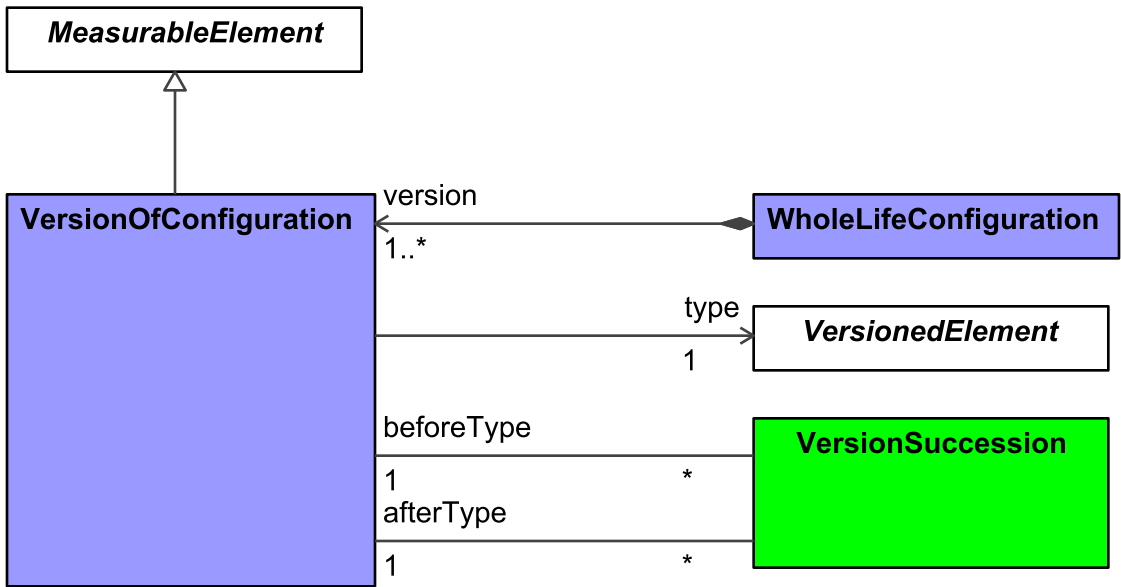 MeasurableElement
VersionOfConfiguration
version
1..*
WholeLifeConfiguration
type
1
VersionedElement
beforeType
1
*
VersionSuccession
afterType
1
*